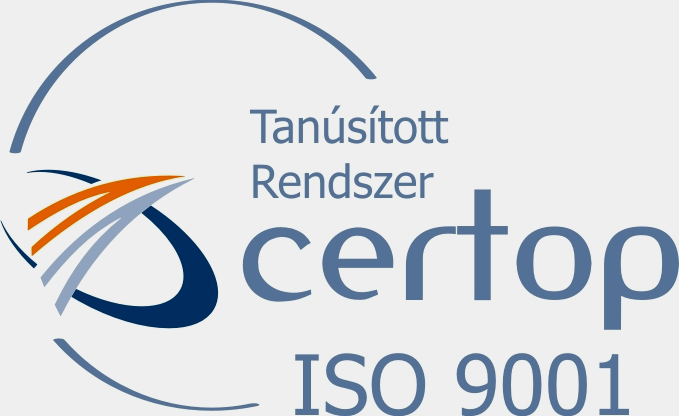 Tanúsított
Rendszer
certop
ISO 9001